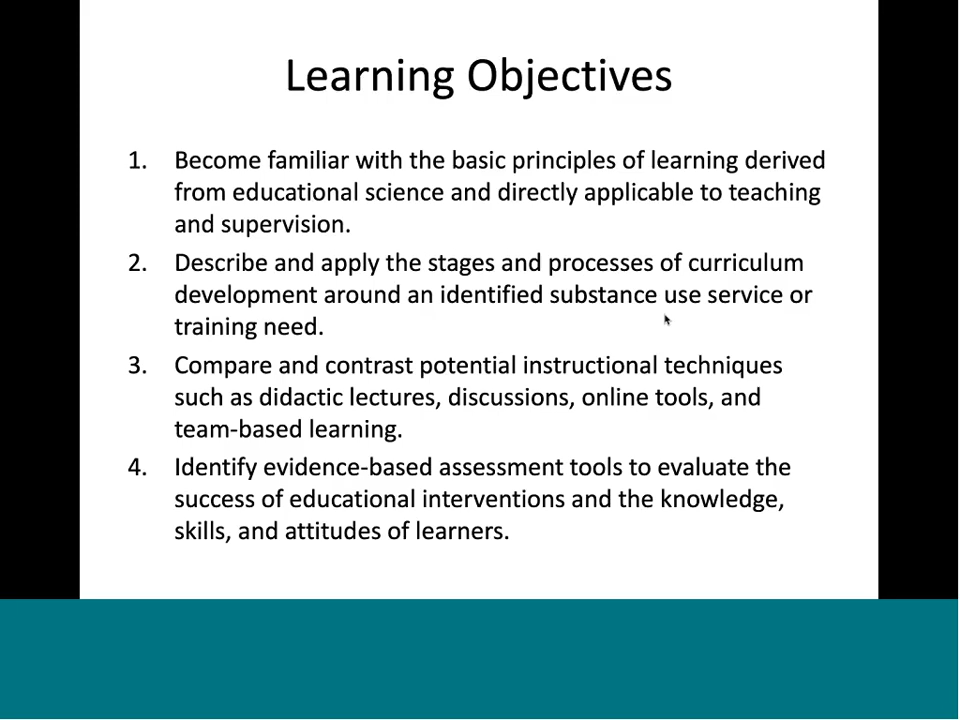 Learning Objectives
1. Become familiar with the basic principles of learning derived
from educational science and directly applicable to teaching
and supervision.
2. Describe and apply the stages and processes of curriculum
development around an identified substance use service or
training need.
3. Compare and contrast potential instructional techniques
such as didactic lectures, discussions, online tools, and
team-based learning.
4. Identify evidence-based assessment tools to evaluate the
success of educational interventions and the knowledge,
skills, and attitudes of learners.